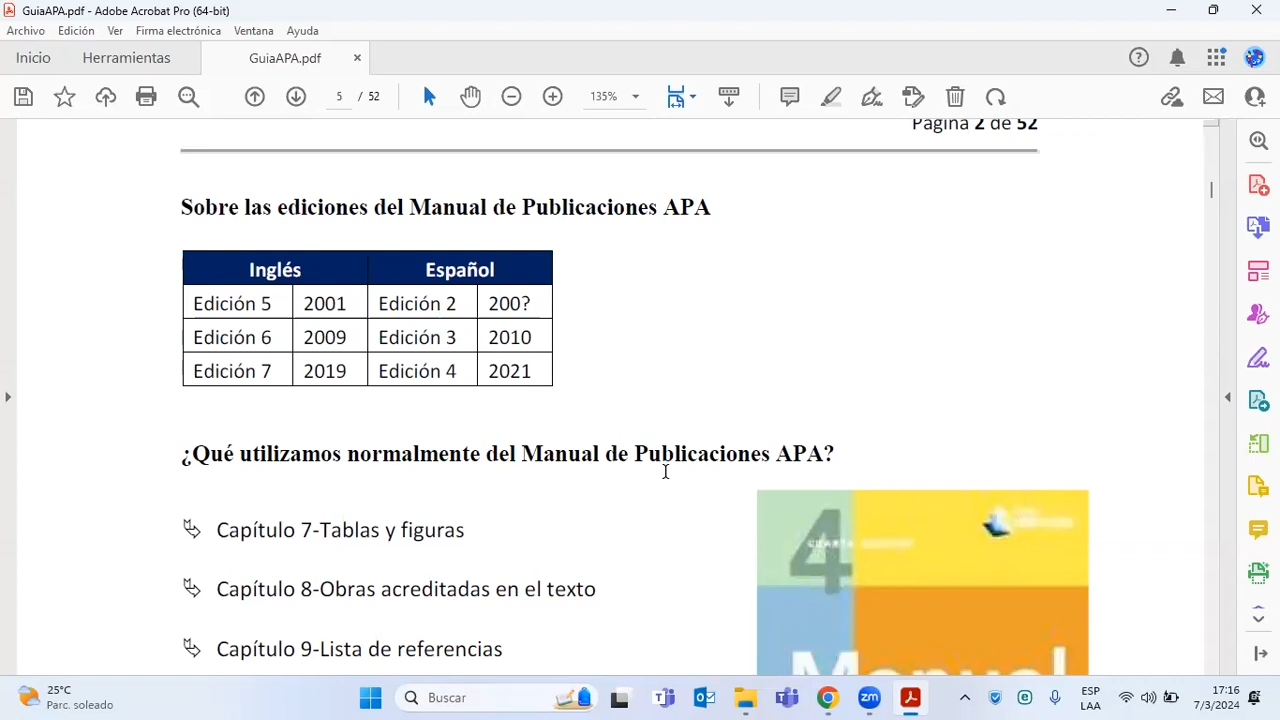 GuiaAPA.pdf - Adobe Acrobat Pro (64-bit)
Archivo Edición Ver Firma electrónica Ventana Ayuda
Inicio Herramientas GuiaAPA.pdf
5 / 52 135%
Página 2 de 52
Sobre las ediciones del Manual de Publicaciones APA
Inglés Español
Edición 5 2001 Edición 2 200?
Edición 6 2009 Edición 3 2010
Edición 7 2019 Edición 4 2021
¿Qué utilizamos normalmente del Manual de Publicaciones APA?
Capítulo 7-Tablas y figuras
Capítulo 8-Obras acreditadas en el texto
Capítulo 9-Lista de referencias
4
Manual
25°C
Parc. soleado
Buscar
ESP
LAA
17:16
7/3/2024